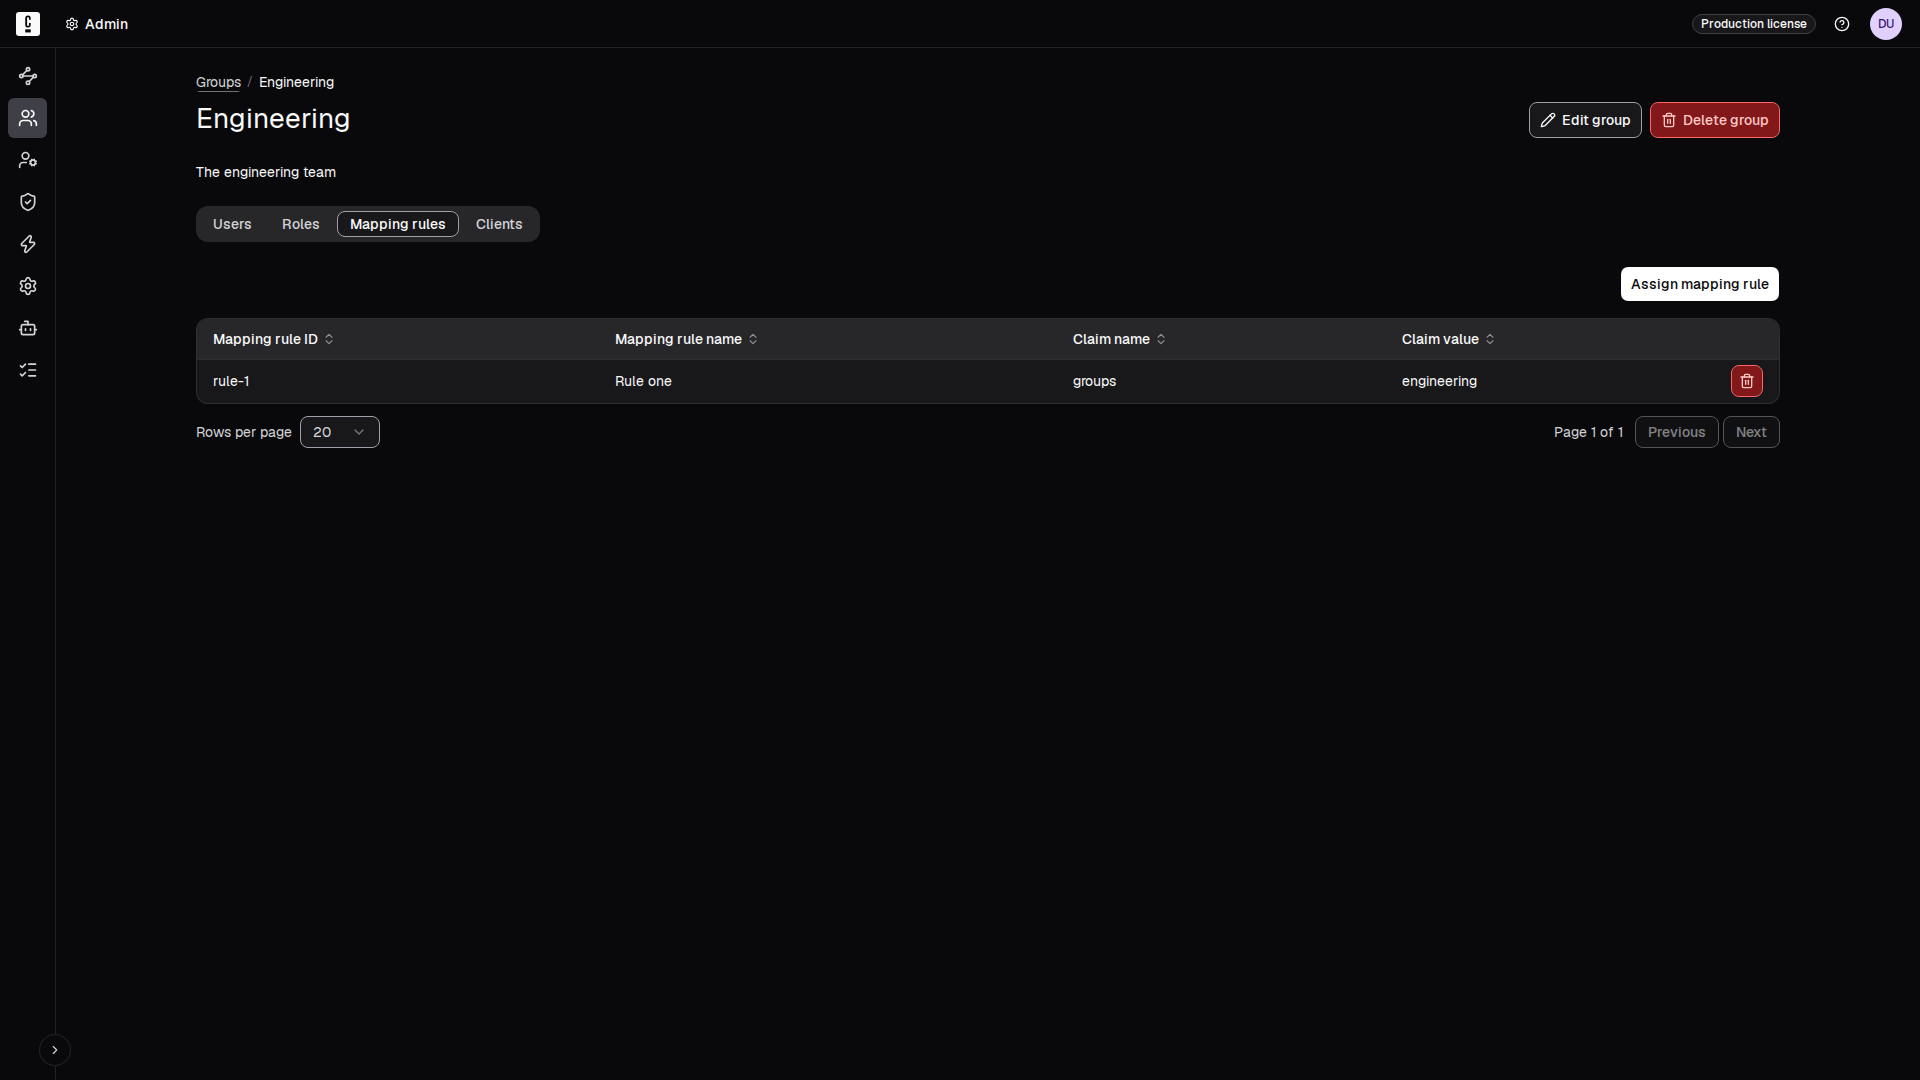 Admin
Production license
DU
Groups / Engineering
Engineering
Edit group
Delete group
The engineering team
Users
Roles
Mapping rules
Clients
Assign mapping rule
Mapping rule ID
Mapping rule name
Claim name
Claim value
rule-1
Rule one
groups
engineering
Rows per page
20
Page 1 of 1
Previous
Next